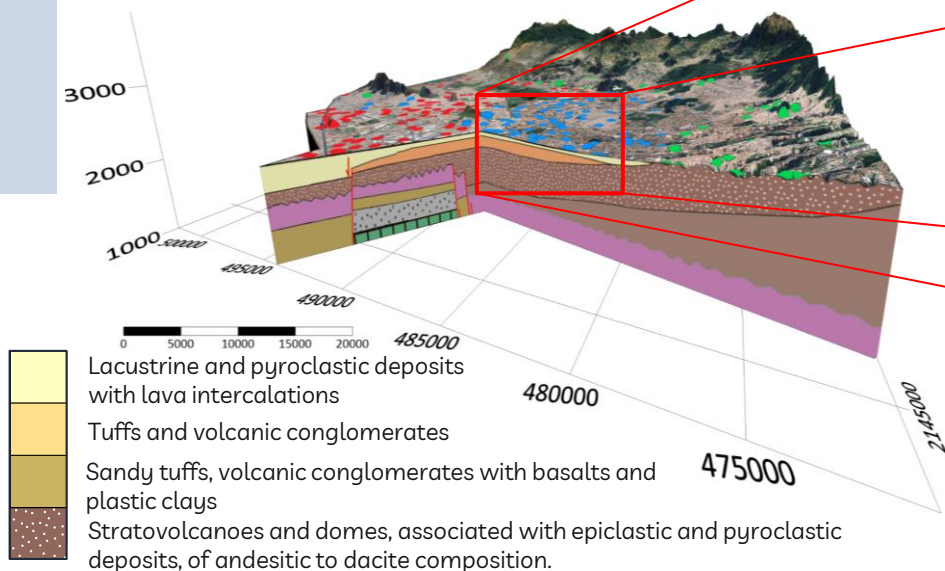 3000
2000
1000
500000
495000
490000
485000
480000
475000
2145000
0 5000 10000 15000 20000
Lacustrine and pyroclastic deposits
with lava intercalations
Tuffs and volcanic conglomerates
Sandy tuffs, volcanic conglomerates with basalts and
plastic clays
Stratovolcanoes and domes, associated with epiclastic and pyroclastic
deposits, of andesitic to dacite composition.